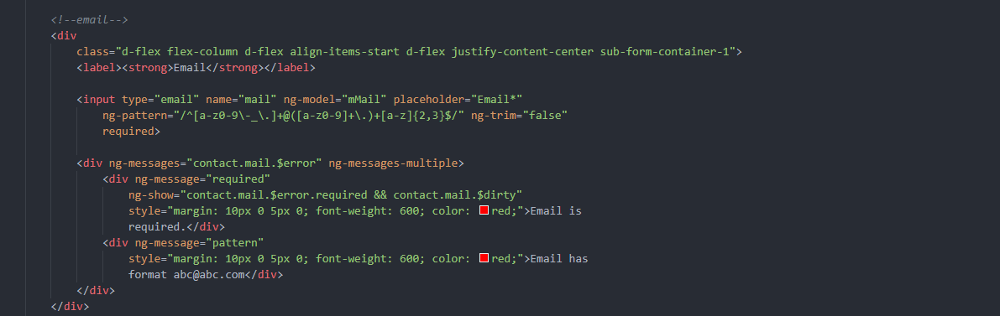 <!--email-->
<div
class="d-flex flex-column d-flex align-items-start d-flex justify-content-center sub-form-container-1">
<label><strong>Email</strong></label>
<input type="email" name="mail" ng-model="mMail" placeholder="Email*"
ng-pattern="/^[a-z0-9\-_\.]+@([a-z0-9]+\.)+[a-z]{2,3}$/" ng-trim="false"
required>
<div ng-messages="contact.mail.$error" ng-messages-multiple>
<div ng-message="required"
ng-show="contact.mail.$error.required && contact.mail.$dirty"
style="margin: 10px 0 5px 0; font-weight: 600; color: red;">Email is
required.</div>
<div ng-message="pattern"
style="margin: 10px 0 5px 0; font-weight: 600; color: red;">Email has
format abc@abc.com</div>
</div>
</div>